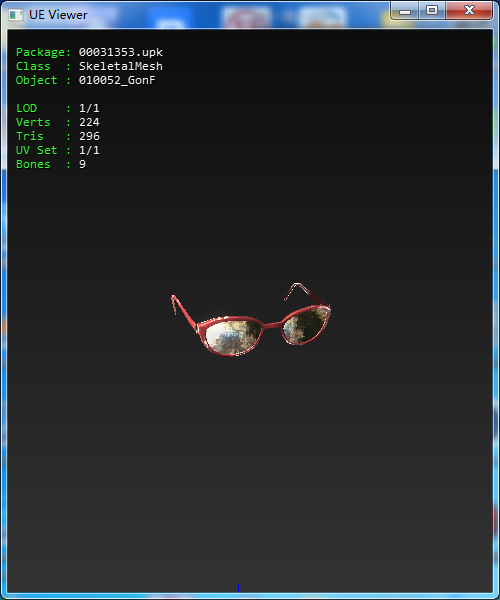 UE Viewer
Package: 00031353.upk
Class : SkeletalMesh
Object : 010052_GonF
LOD : 1/1
Verts : 224
Tris : 296
UV Set : 1/1
Bones : 9